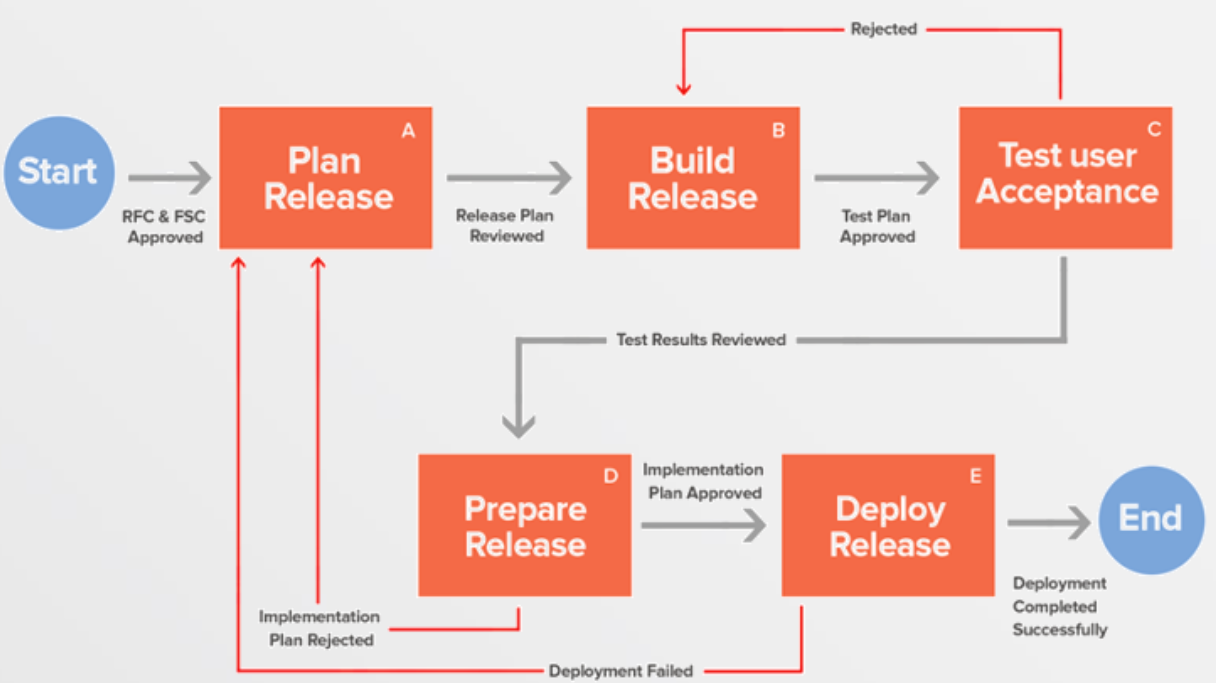 Rejected
A
Plan
Release
B
Build
Release
C
Test user
Acceptance
Start
RFC & FSC
Approved
Release Plan
Reviewed
Test Plan
Approved
Test Results Reviewed
D
Prepare
Release
Implementation
Plan Approved
E
Deploy
Release
End
Deployment
Completed
Successfully
Implementation
Plan Rejected
Deployment Failed